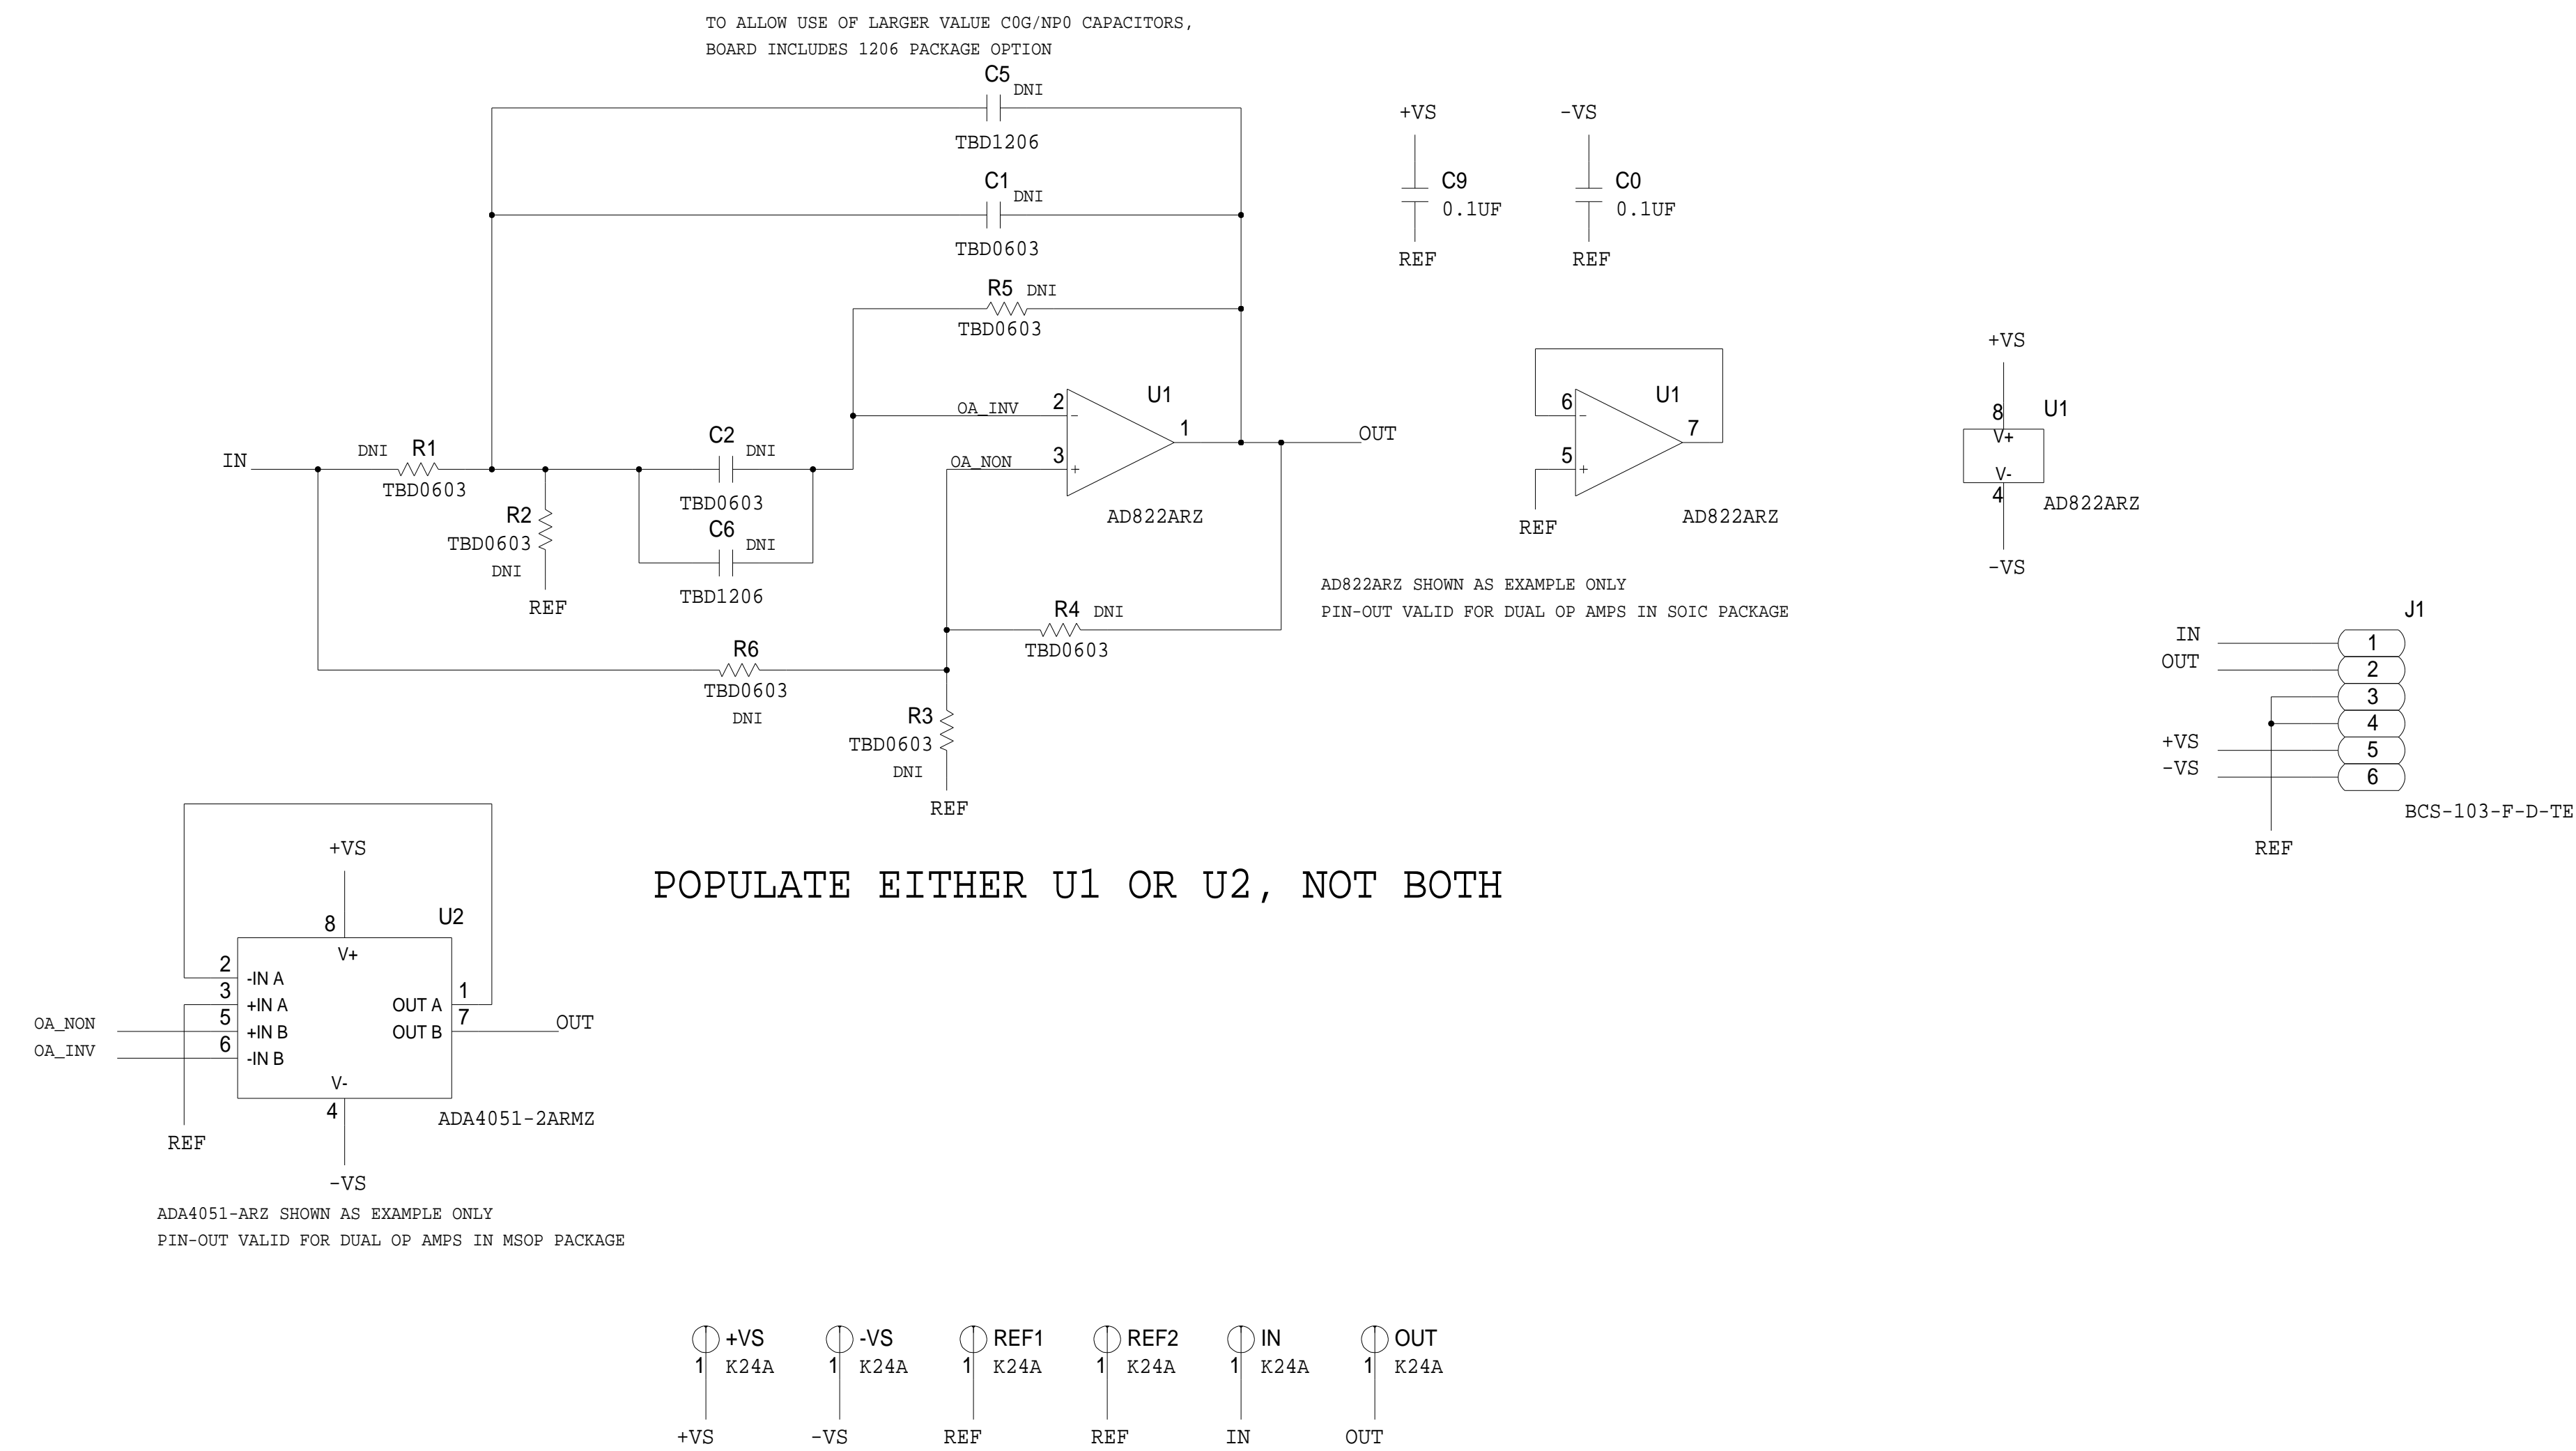 TO ALLOW USE OF LARGER VALUE C0G/NP0 CAPACITORS,
BOARD INCLUDES 1206 PACKAGE OPTION
C5 DNI
TBD1206
C1 DNI
TBD0603
R5 DNI
TBD0603
+VS
C9
0.1UF
REF
-VS
C0
0.1UF
REF
IN
DNI R1
TBD0603
R2
TBD0603
DNI
REF
C2 DNI
TBD0603
C6 DNI
TBD1206
OA_INV 2
OA_NON 3
-
+
U1
1
OUT
AD822ARZ
R4 DNI
TBD0603
R6
TBD0603
DNI
R3
TBD0603
DNI
REF
U1
6
-
5
+
7
REF
AD822ARZ
AD822ARZ SHOWN AS EXAMPLE ONLY
PIN-OUT VALID FOR DUAL OP AMPS IN SOIC PACKAGE
+VS
8
U1
V+
V-
4
AD822ARZ
-VS
J1
IN 1
OUT 2
3
4
+VS 5
-VS 6
BCS-103-F-D-TE
REF
POPULATE EITHER U1 OR U2, NOT BOTH
+VS
8
U2
V+
2 -IN A
3 +IN A
OUT A 1
OA_NON 5 +IN B
OUT B 7 OUT
OA_INV 6 -IN B
V-
4
ADA4051-2ARMZ
REF
-VS
ADA4051-ARZ SHOWN AS EXAMPLE ONLY
PIN-OUT VALID FOR DUAL OP AMPS IN MSOP PACKAGE
+VS
1 K24A
+VS
-VS
1 K24A
-VS
REF1
1 K24A
REF
REF2
1 K24A
REF
IN
1 K24A
IN
OUT
1 K24A
OUT